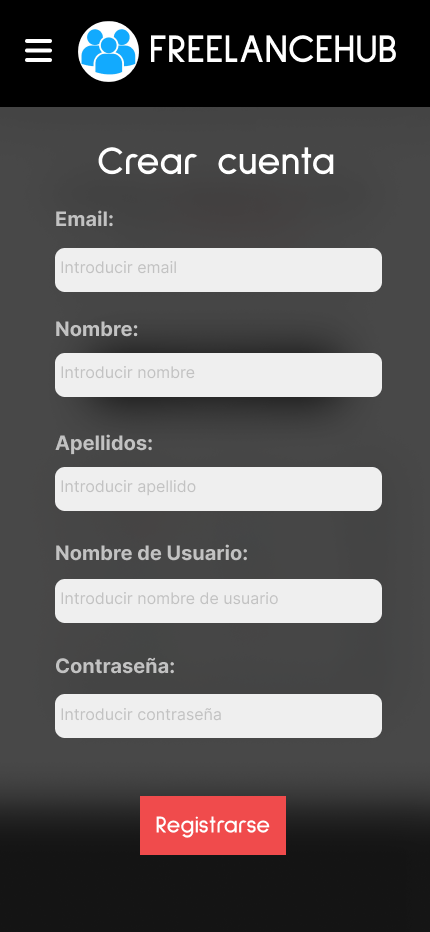 FREELANCEHUB
Crear cuenta
Email:
Introducir email
Nombre:
Introducir nombre
Apellidos:
Introducir apellido
Nombre de Usuario:
Introducir nombre de usuario
Contraseña:
Introducir contraseña
Registrarse